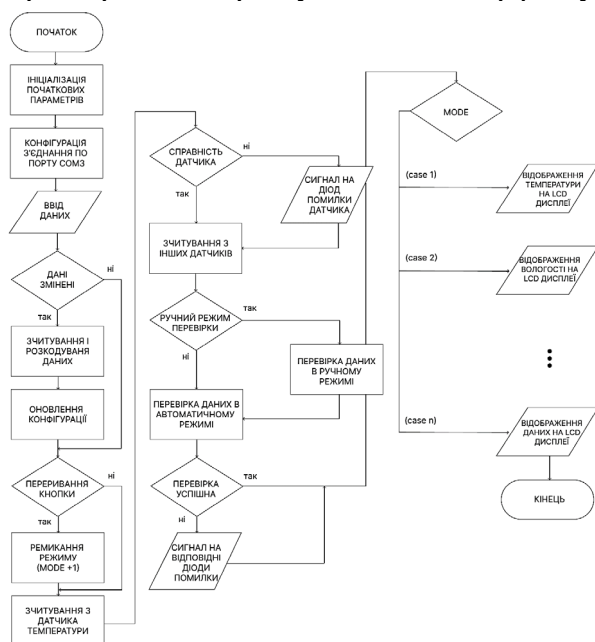 ПОЧАТОК
ІНІЦІАЛІЗАЦІЯ
ПОЧАТКОВИХ
ПАРАМЕТРІВ
КОНФІГУРАЦІЯ
З'ЄДНАННЯ ПО
ПОРТУ COM3
ВВІД
ДАНИХ
ДАНІ
ЗМІНЕНІ
ні
так
ЗЧИТУВАННЯ І
РОЗКОДУВАНЯ
ДАНИХ
ОНОВЛЕННЯ
КОНФІГУРАЦІЇ
ПЕРЕРИВАННЯ
КНОПКИ
ні
так
РЕМИКАННЯ
РЕЖИМУ
(MODE +1)
ЗЧИТУВАННЯ З
ДАТЧИКА
ТЕМПЕРАТУРИ
СПРАВНІСТЬ
ДАТЧИКА
ні
так
СИГНАЛ НА
ДІОД
ПОМИЛКИ
ДАТЧИКА
ЗЧИТУВАННЯ З
ІНШИХ ДАТЧИКІВ
РУЧНИЙ РЕЖИМ
ПЕРЕВІРКИ
так
ні
ПЕРЕВІРКА ДАНИХ
В РУЧНОМУ
РЕЖИМІ
ПЕРЕВІРКА ДАНИХ В
АВТОМАТИЧНОМУ
РЕЖИМІ
ПЕРЕВІРКА
УСПІШНА
так
ні
СИГНАЛ НА
ВІДПОВІДНІ
ДІОДИ
ПОМИЛКИ
MODE
(case 1)
ВІДОБРАЖЕННЯ
ТЕМПЕРАТУРИ
НА LCD
ДИСПЛЕЇ
(case 2)
ВІДОБРАЖЕННЯ
ВОЛОГОСТІ НА
LCD ДИСПЛЕЇ
(case n)
ВІДОБРАЖЕННЯ
ДАНИХ НА LCD
ДИСПЛЕЇ
КІНЕЦЬ